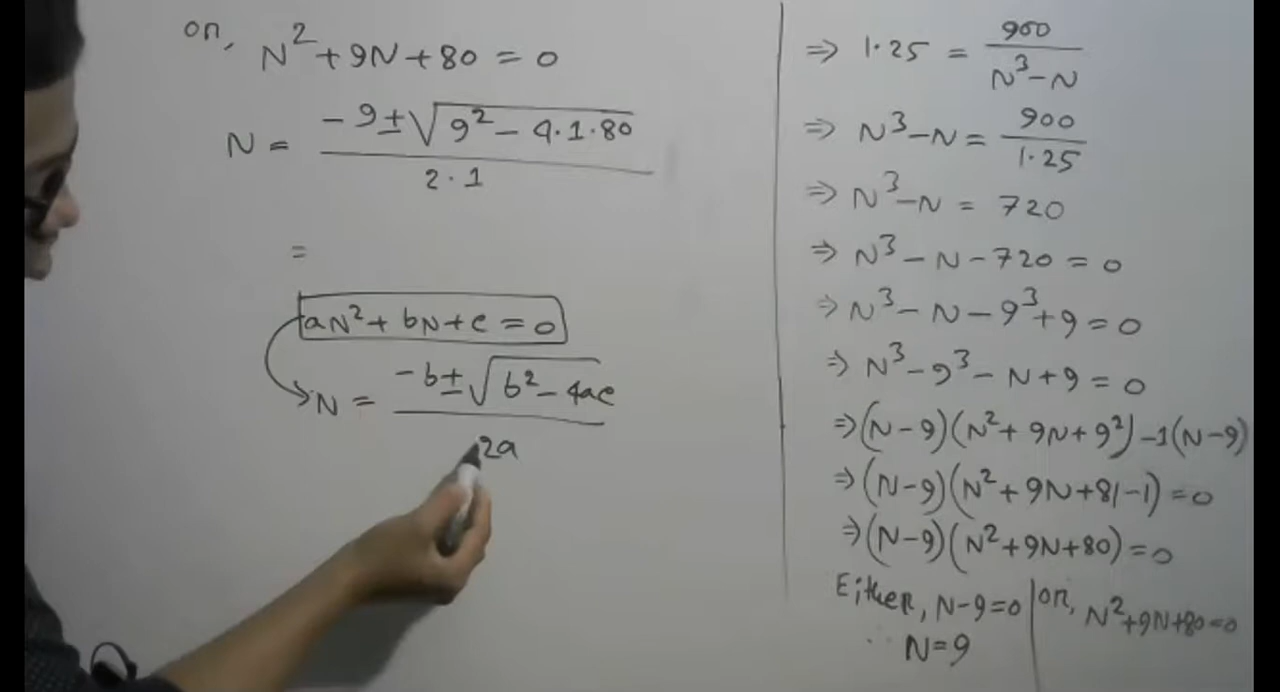 or, N² + 9N + 80 = 0
N = (-9 ± √(9² - 4·1·80)) / (2·1)
=
aN² + bN + c = 0
N = (-b ± √(b² - 4ac)) / 2a
⇒ 1·25 = 900 / (N³ - N)
⇒ N³ - N = 900 / 1·25
⇒ N³ - N = 720
⇒ N³ - N - 720 = 0
⇒ N³ - N - 9³ + 9 = 0
⇒ N³ - 9³ - N + 9 = 0
⇒ (N - 9)(N² + 9N + 9²) - 1(N - 9)
⇒ (N - 9)(N² + 9N + 81 - 1) = 0
⇒ (N - 9)(N² + 9N + 80) = 0
Either, N - 9 = 0 | or, N² + 9N + 80 = 0
∴ N = 9